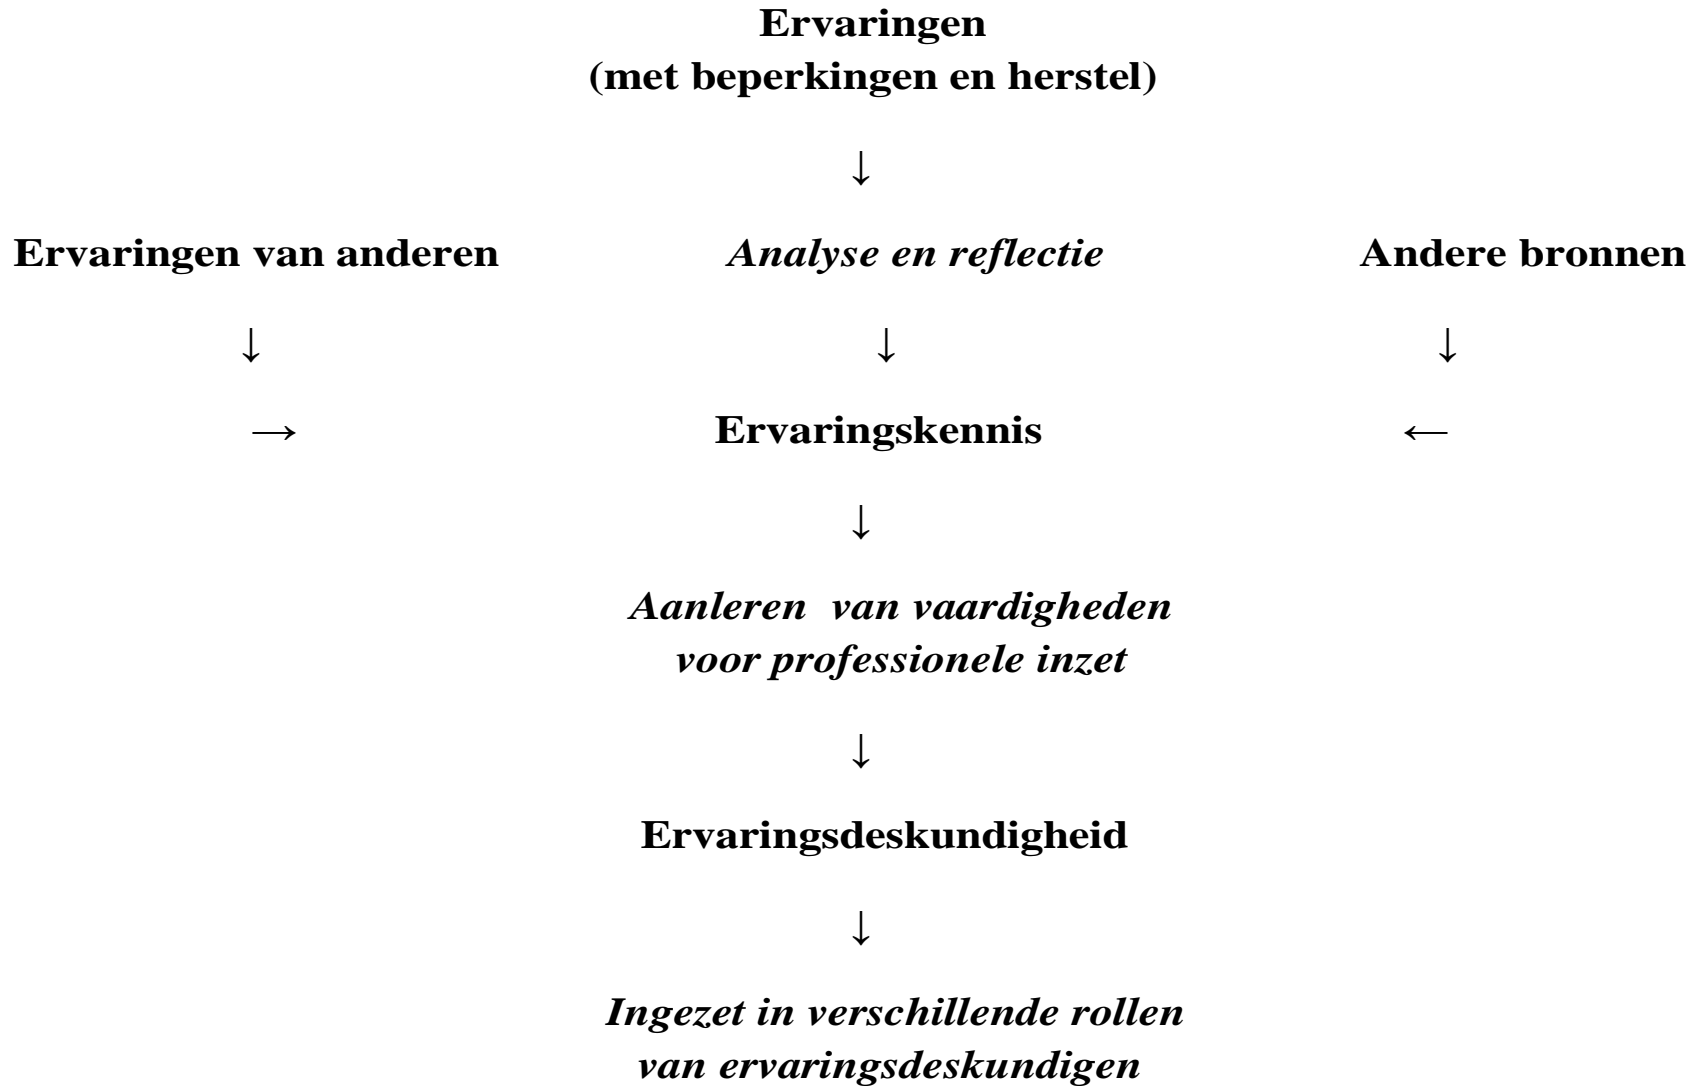 Ervaringen
(met beperkingen en herstel)
↓
Ervaringen van anderen Analyse en reflectie Andere bronnen
↓ ↓ ↓
→ Ervaringskennis ←
↓
Aanleren van vaardigheden
voor professionele inzet
↓
Ervaringsdeskundigheid
↓
Ingezet in verschillende rollen
van ervaringsdeskundigen